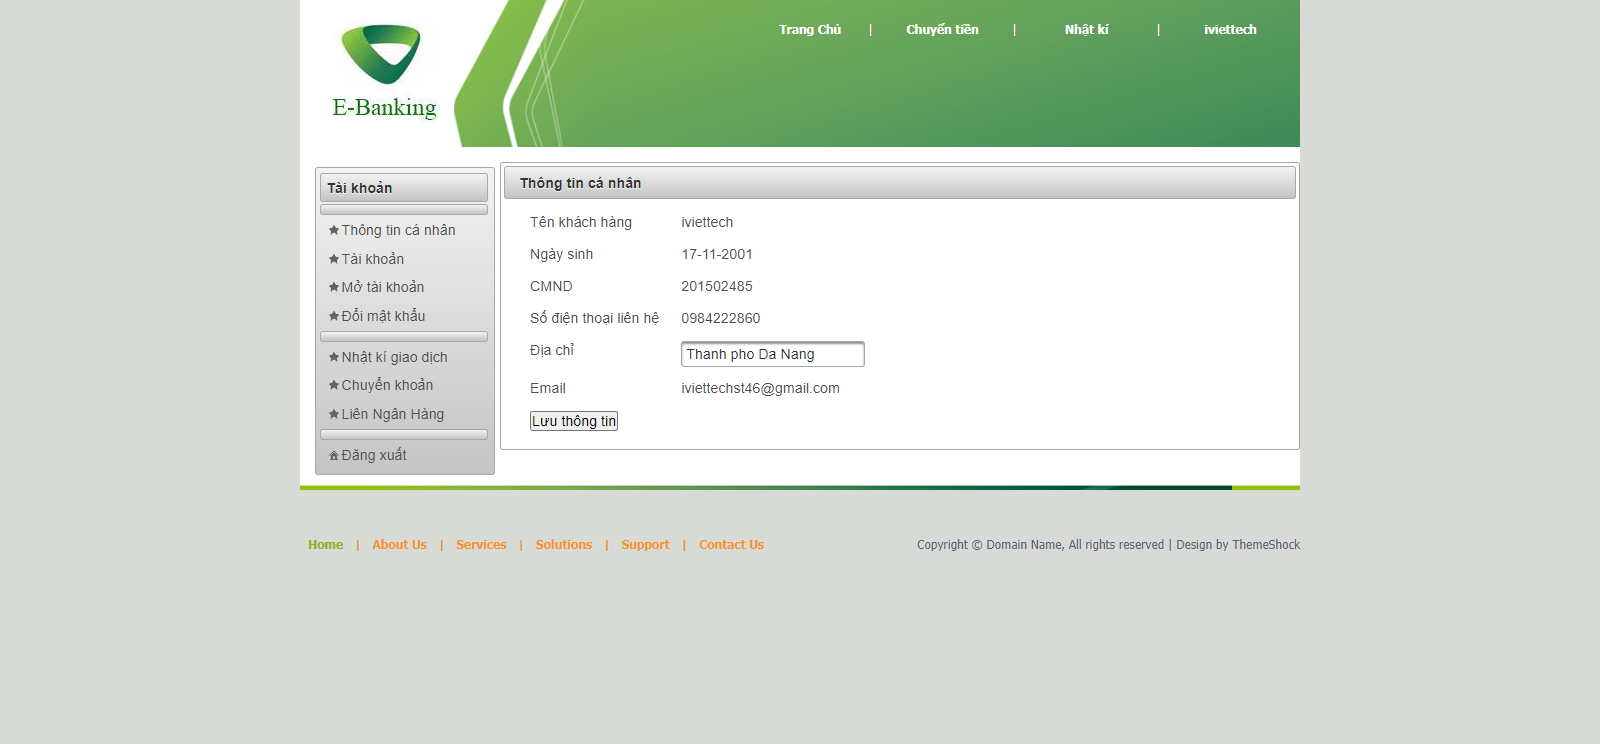 Trang Chủ | Chuyển tiền | Nhật kí | iviettech
E-Banking
Tài khoản
Thông tin cá nhân
Tài khoản
Mở tài khoản
Đổi mật khẩu
Nhật kí giao dịch
Chuyển khoản
Liên Ngân Hàng
Đăng xuất
Thông tin cá nhân
Tên khách hàng iviettech
Ngày sinh 17-11-2001
CMND 201502485
Số điện thoại liên hệ 0984222860
Địa chỉ Thanh pho Da Nang
Email iviettechst46@gmail.com
Lưu thông tin
Home | About Us | Services | Solutions | Support | Contact Us
Copyright © Domain Name, All rights reserved | Design by ThemeShock